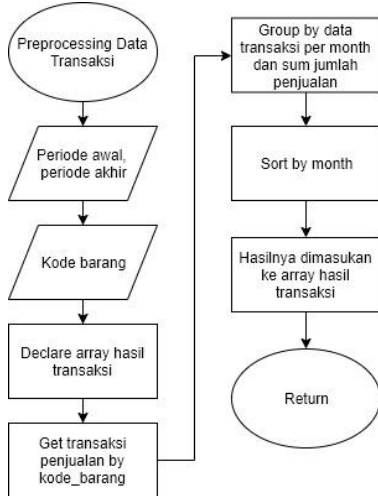 Preprocessing Data
Transaksi
Periode awal,
periode akhir
Kode barang
Declare array hasil
transaksi
Get transaksi
penjualan by
kode_barang
Group by data
transaksi per month
dan sum jumlah
penjualan
Sort by month
Hasilnya dimasukan
ke array hasil
transaksi
Return